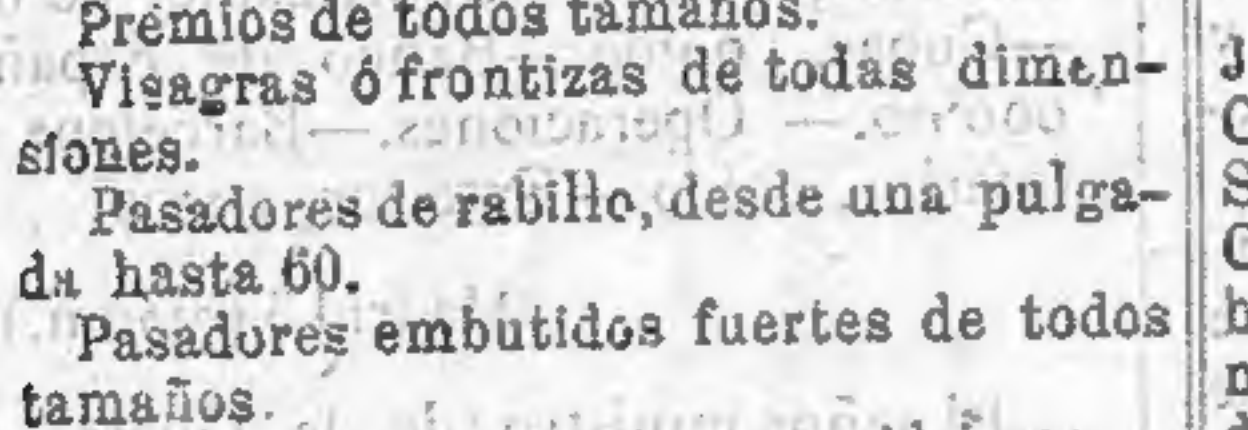 Premios de todos tamaños.
Visagras ó frontizas de todas dimen-
siones.
Pasadores de rabillo, desde una pulga-
da hasta 60.
Pasadores embutidos fuertes de todos
tamaños.